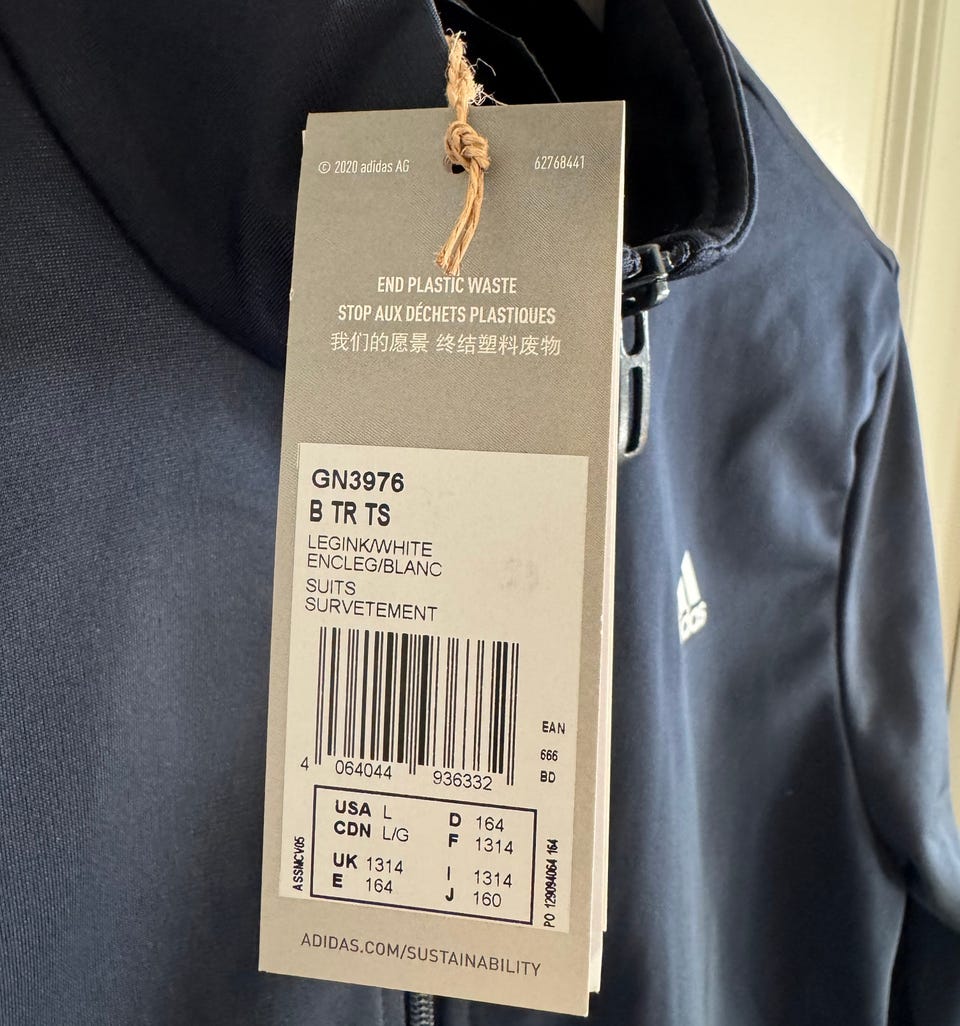 © 2020 adidas AG
62768441
END PLASTIC WASTE
STOP AUX DÉCHETS PLASTIQUES
我们的愿景 终结塑料废物
GN3976
B TR TS
LEGINK/WHITE
ENCLEG/BLANC
SUITS
SURVETEMENT
4 064044 936332
EAN
666
BD
USA L
CDN L/G
UK 1314
E 164
D 164
F 1314
I 1314
J 160
ASSMCV05
PO 129094064 164
ADIDAS.COM/SUSTAINABILITY